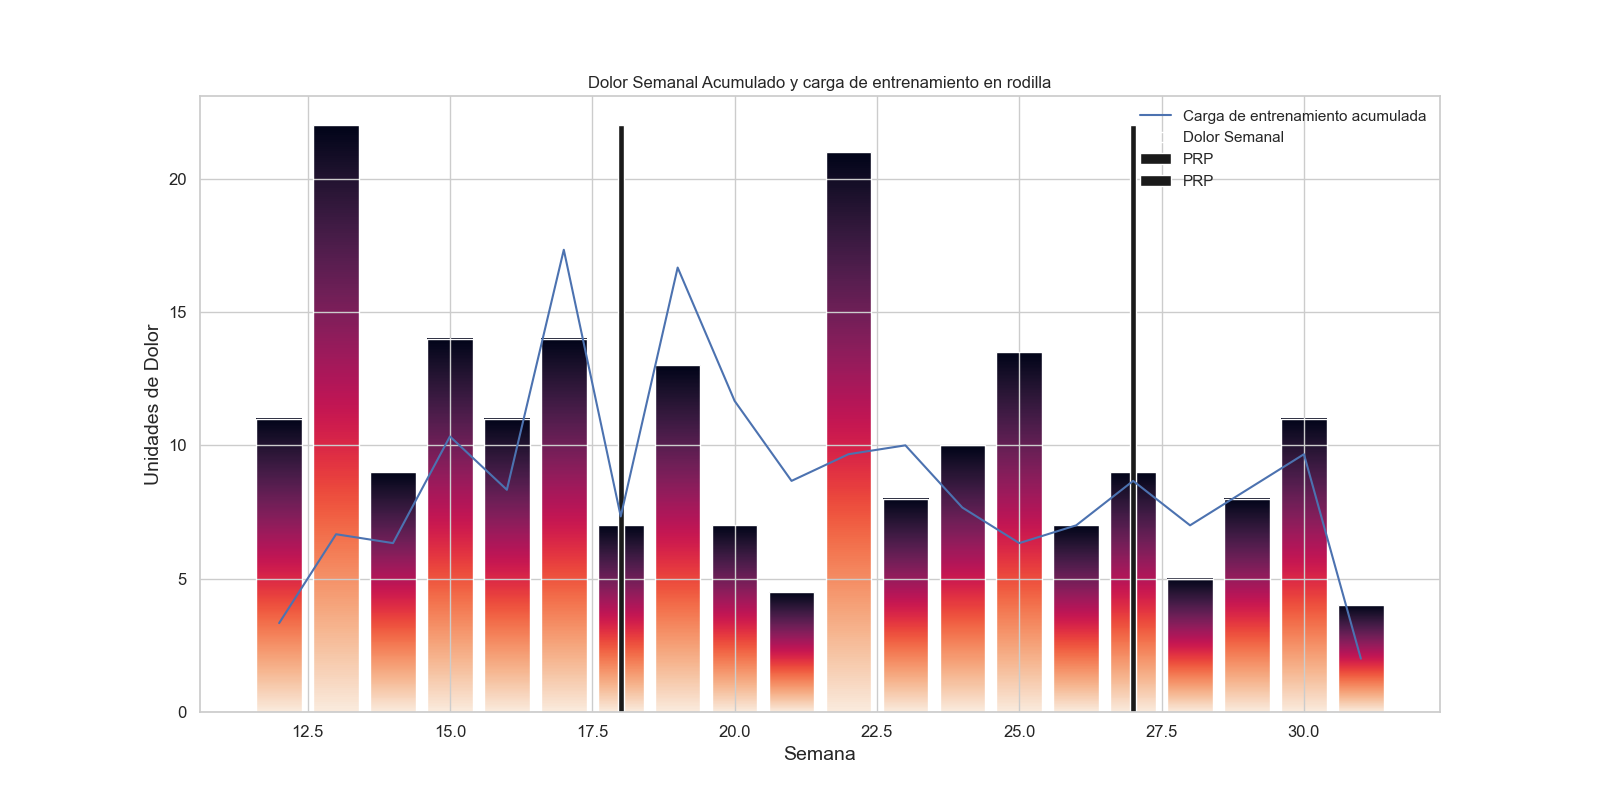 Dolor Semanal Acumulado y carga de entrenamiento en rodilla
Carga de entrenamiento acumulada
Dolor Semanal
PRP
PRP
Unidades de Dolor
20
15
10
5
0
12.5 15.0 17.5 20.0 22.5 25.0 27.5 30.0
Semana